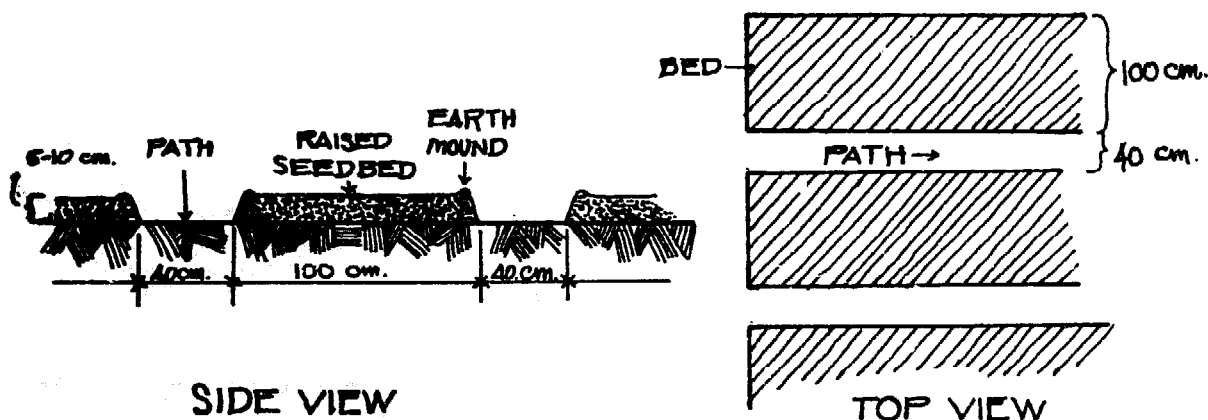 5-10 cm.
PATH
RAISED
SEEDBED
EARTH
MOUND
40cm.
100 cm.
40 cm.
SIDE VIEW
BED
100 cm.
PATH
40 cm.
TOP VIEW